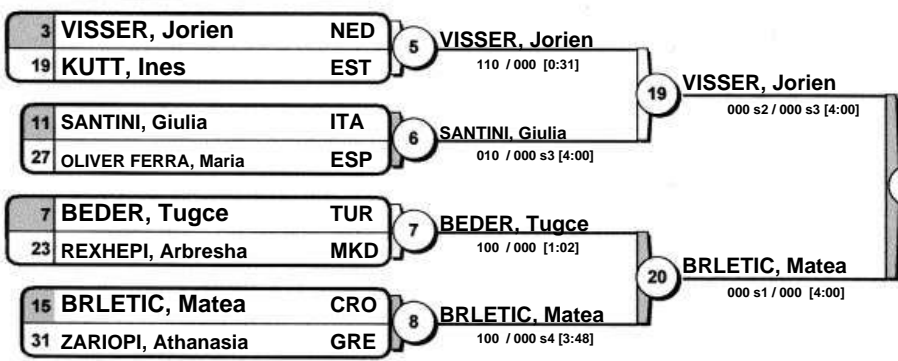 3 VISSER, Jorien NED
19 KUTT, Ines EST
5
VISSER, Jorien
110 / 000 [0:31]
11 SANTINI, Giulia ITA
27 OLIVER FERRA, Maria ESP
6
SANTINI, Giulia
010 / 000 s3 [4:00]
19
VISSER, Jorien
000 s2 / 000 s3 [4:00]
7 BEDER, Tugce TUR
23 REXHEPI, Arbresha MKD
7
BEDER, Tugce
100 / 000 [1:02]
15 BRLETIC, Matea CRO
31 ZARIOPI, Athanasia GRE
8
BRLETIC, Matea
100 / 000 s4 [3:48]
20
BRLETIC, Matea
000 s1 / 000 [4:00]